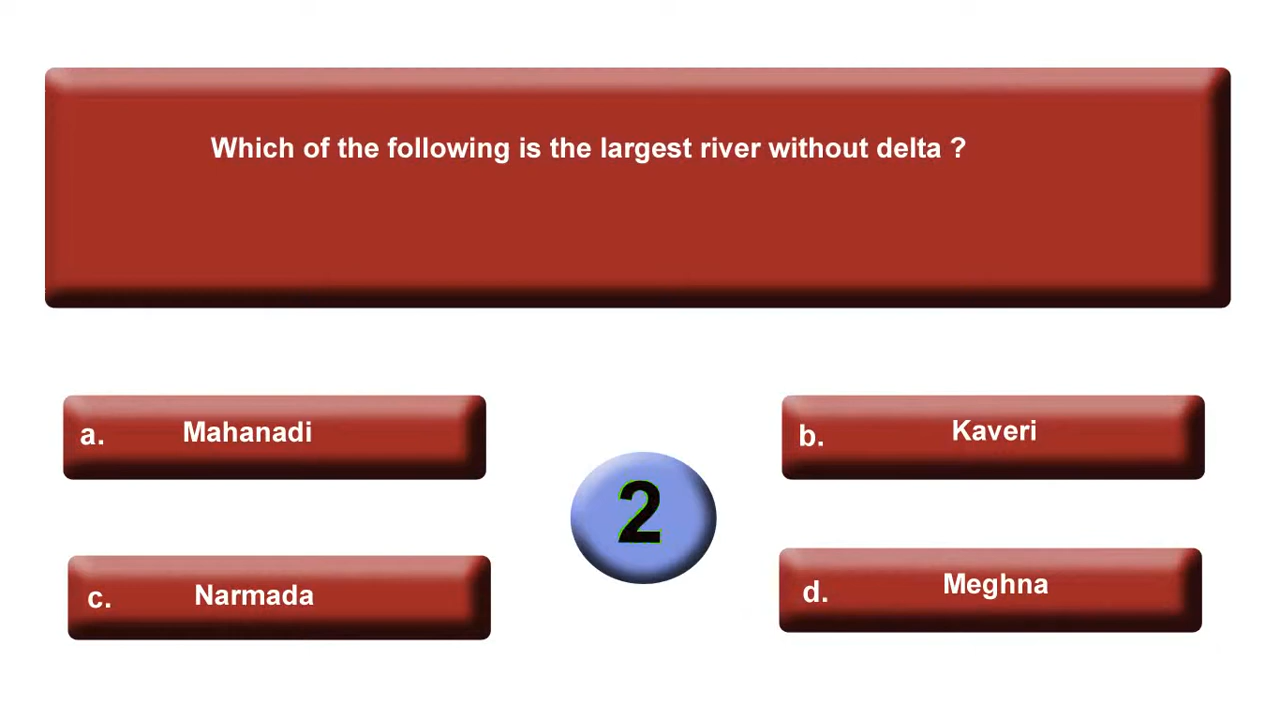 Which of the following is the largest river without delta ?
a. Mahanadi
b. Kaveri
2
c. Narmada
d. Meghna